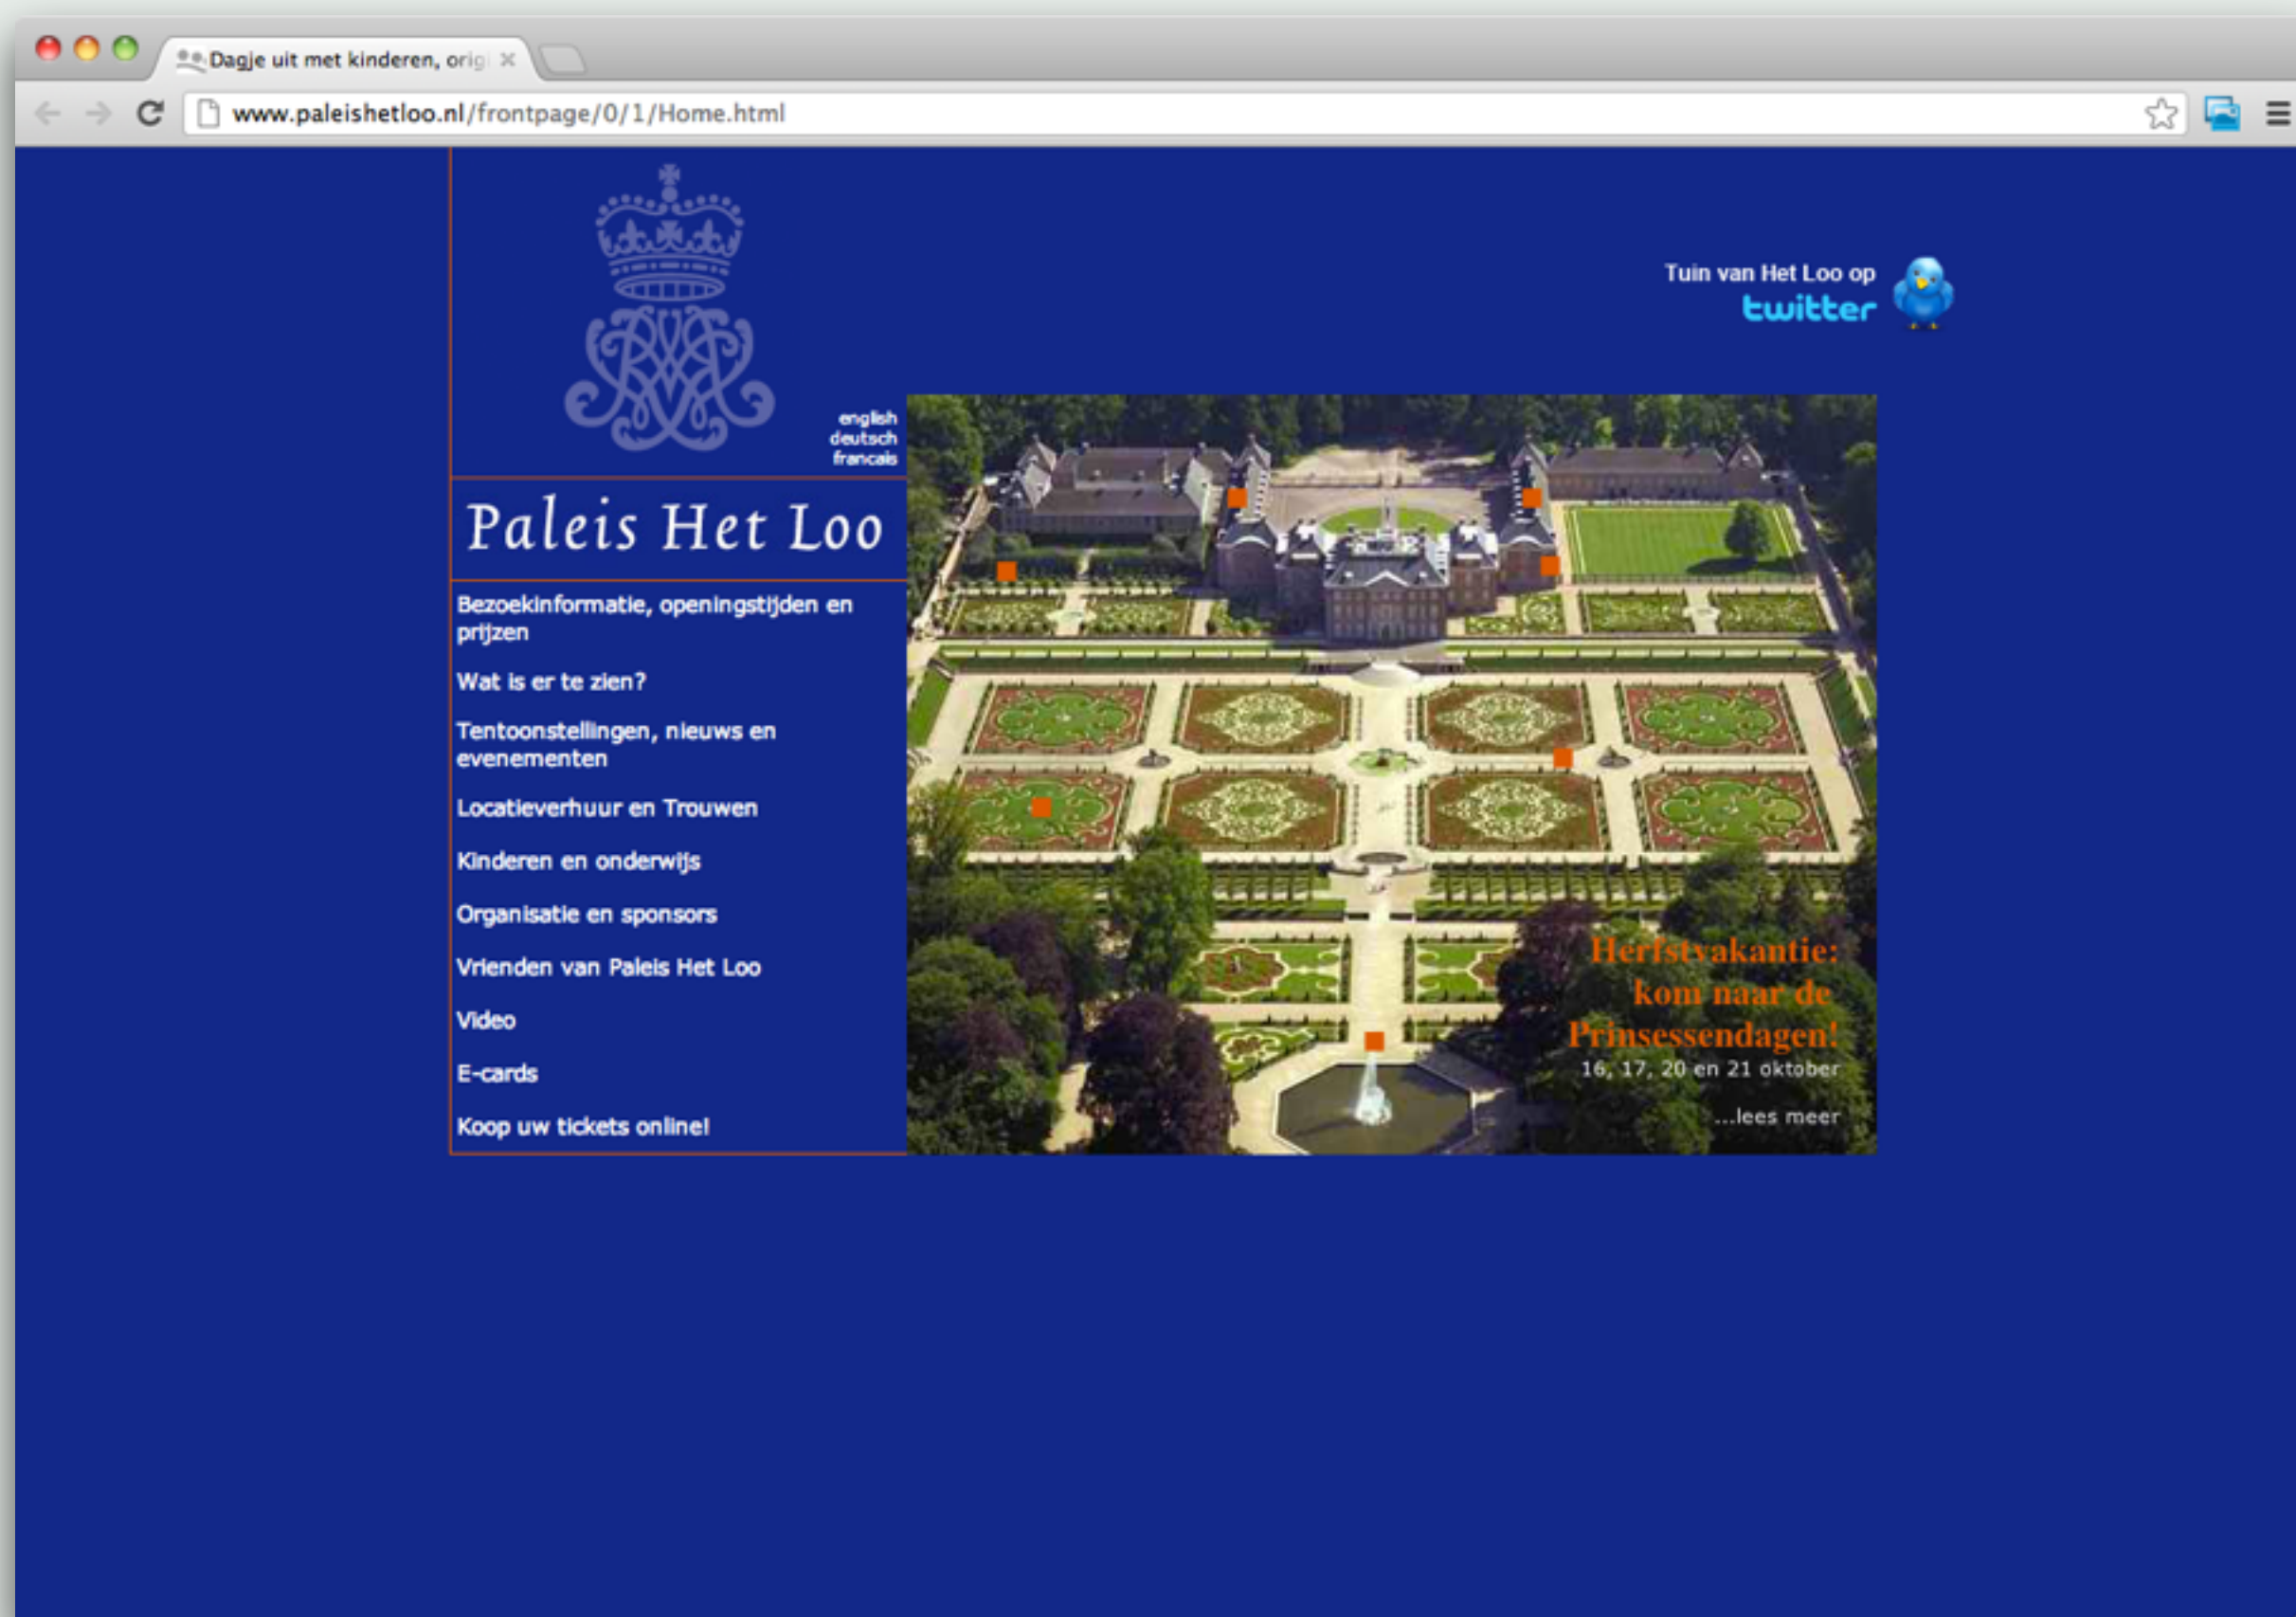 Dagje uit met kinderen, orig
www.paleishetloo.nl/frontpage/0/1/Home.html
Tuin van Het Loo op
twitter
english
deutsch
francais
Paleis Het Loo
Bezoekinformatie, openingstijden en
prijzen
Wat is er te zien?
Tentoonstellingen, nieuws en
evenementen
Locatieverhuur en Trouwen
Kinderen en onderwijs
Organisatie en sponsors
Vrienden van Paleis Het Loo
Video
E-cards
Koop uw tickets online!
Herfstvakantie:
kom naar de
Prinsessendagen!
16, 17, 20 en 21 oktober
...lees meer